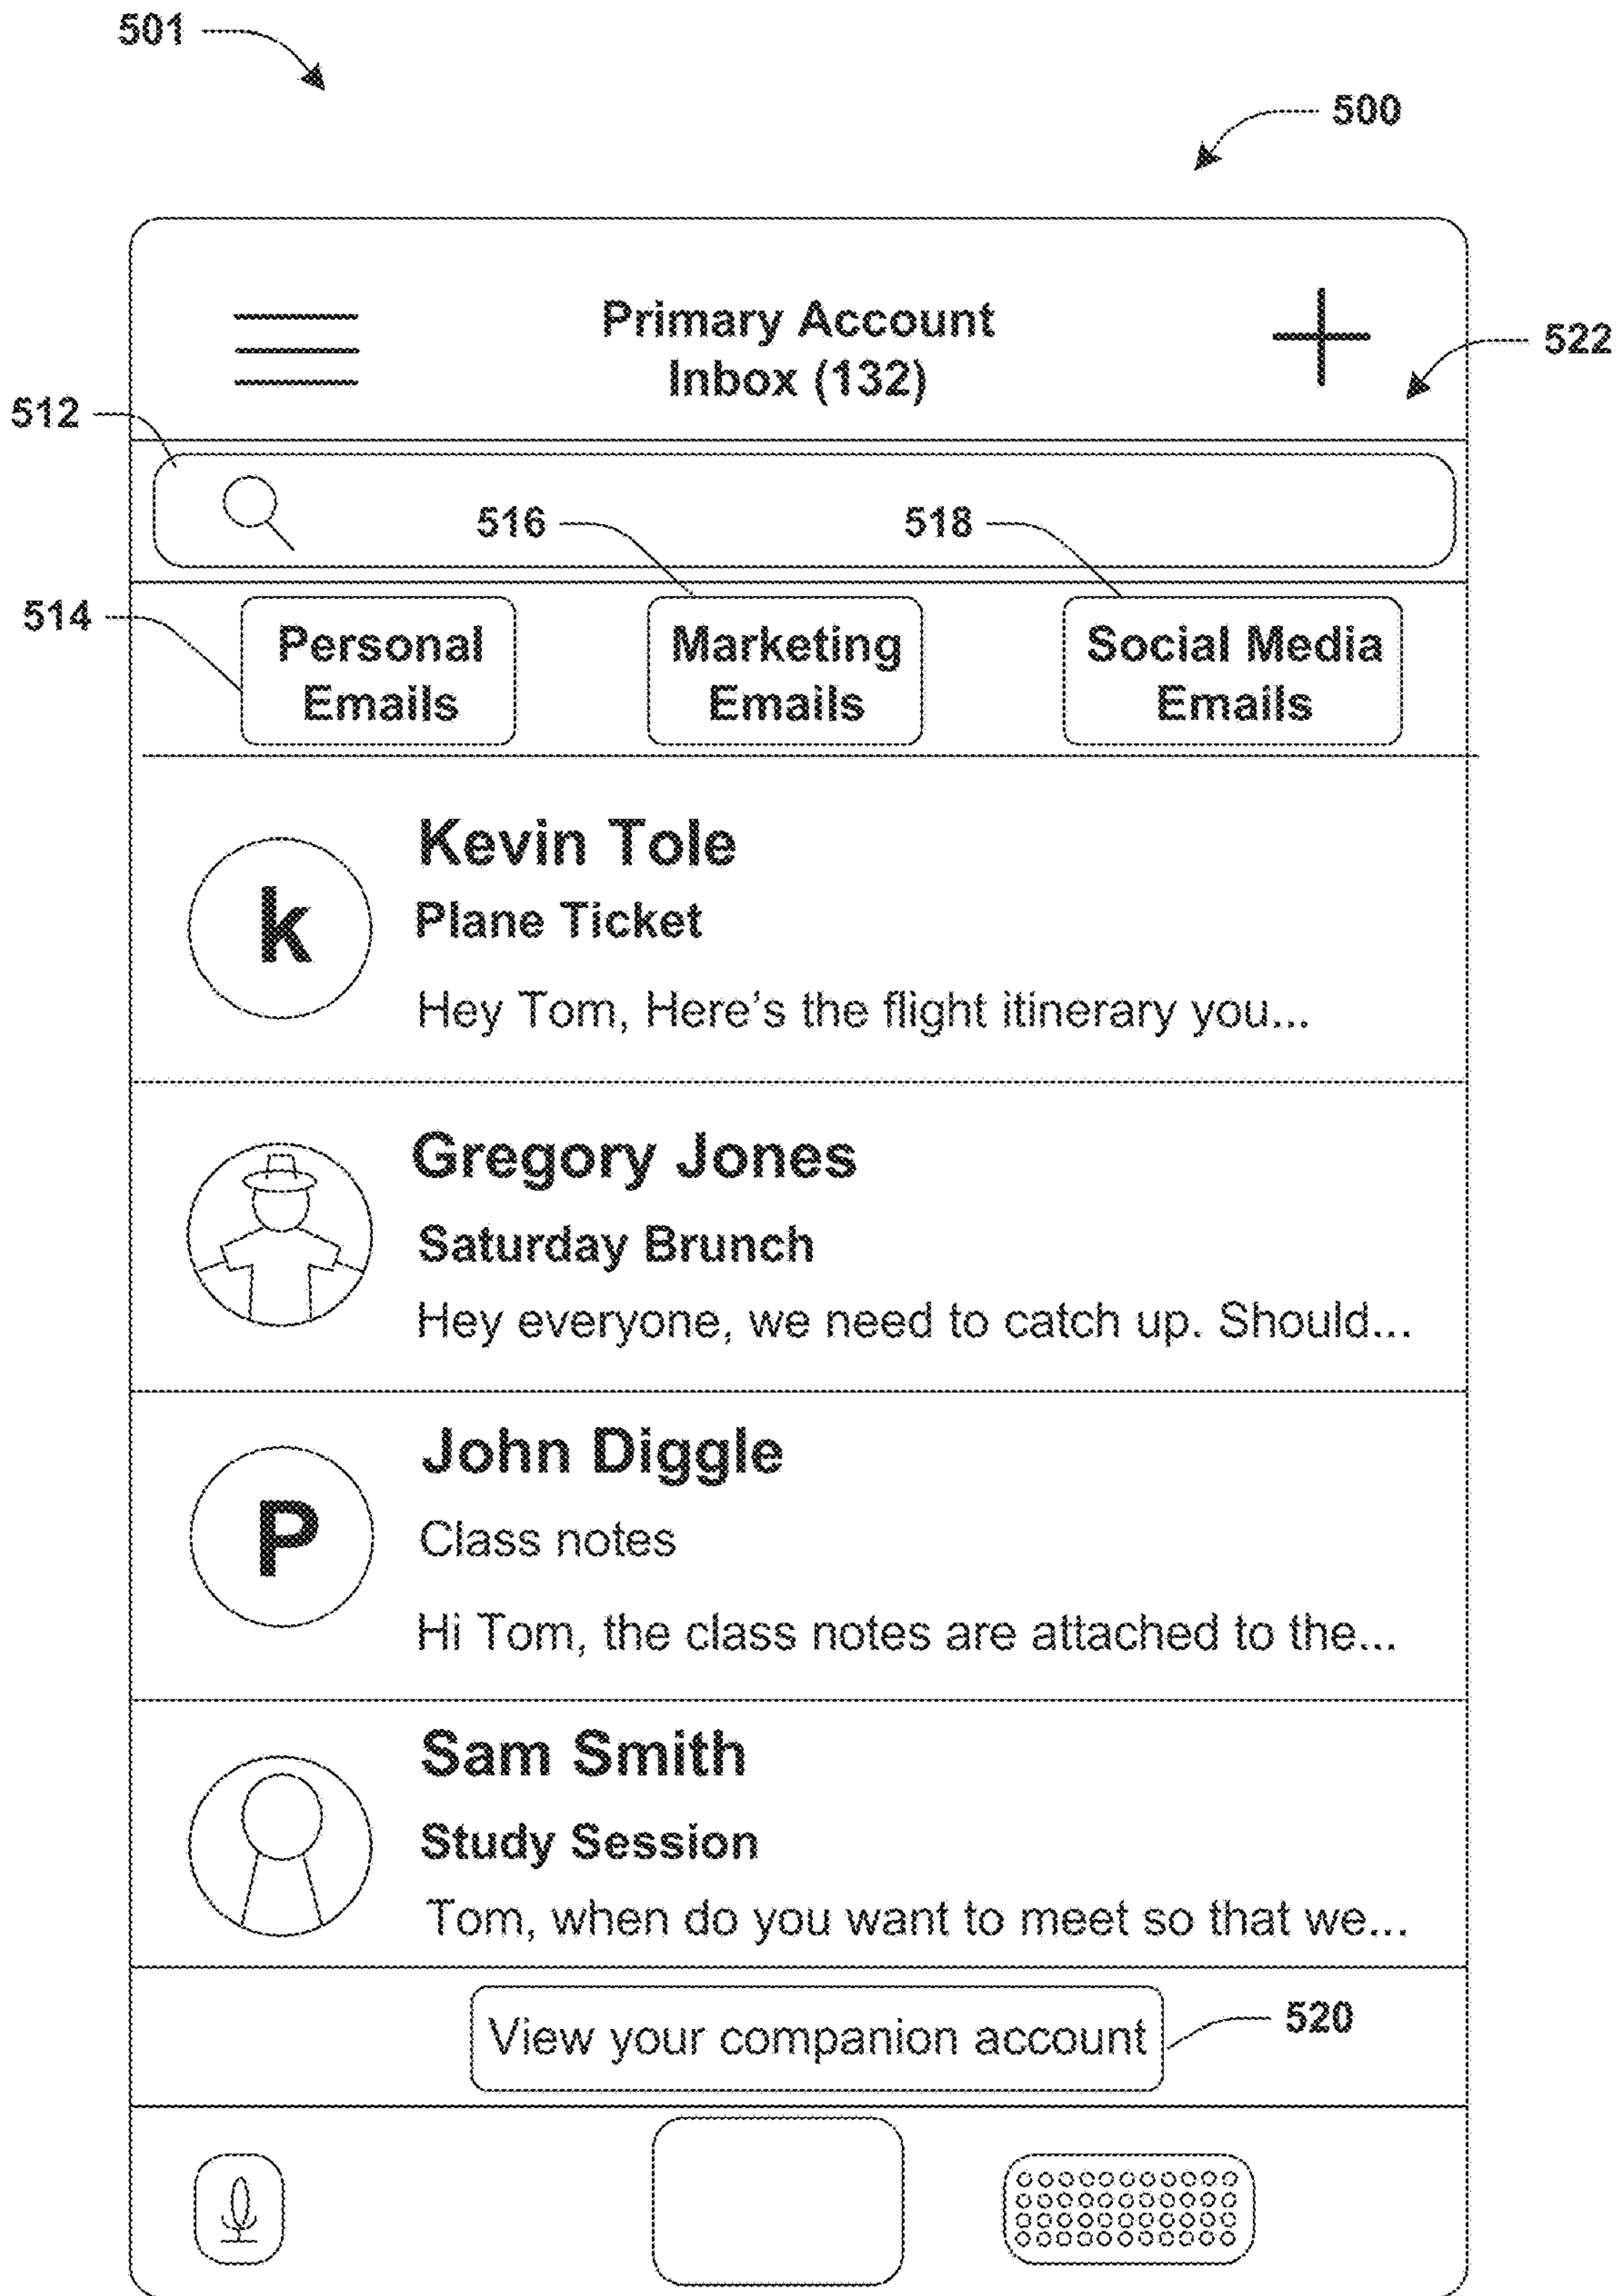 501
500
Primary Account
Inbox (132)
522
512
516
518
514
Personal
Emails
Marketing
Emails
Social Media
Emails
k
Kevin Tole
Plane Ticket
Hey Tom, Here's the flight itinerary you...
Gregory Jones
Saturday Brunch
Hey everyone, we need to catch up. Should...
P
John Diggle
Class notes
Hi Tom, the class notes are attached to the...
Sam Smith
Study Session
Tom, when do you want to meet so that we...
View your companion account
520